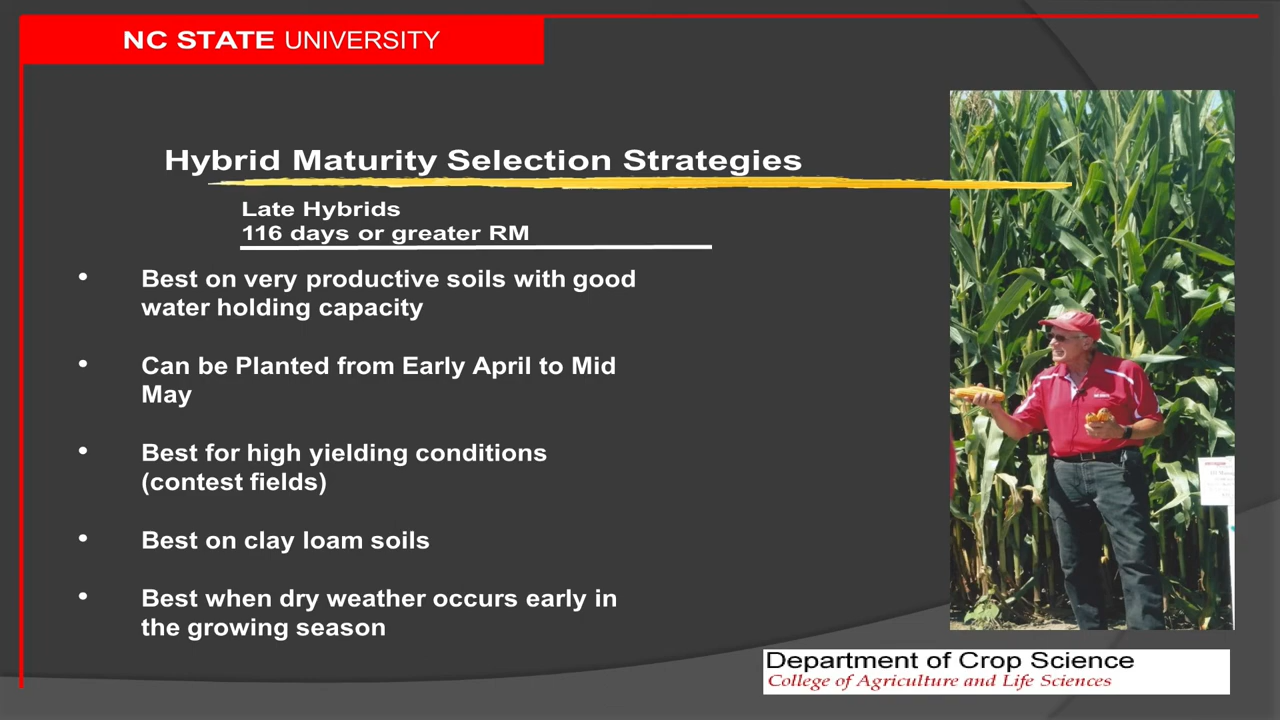 NC STATE UNIVERSITY
Hybrid Maturity Selection Strategies
Late Hybrids
116 days or greater RM
• Best on very productive soils with good
water holding capacity
• Can be Planted from Early April to Mid
May
• Best for high yielding conditions
(contest fields)
• Best on clay loam soils
• Best when dry weather occurs early in
the growing season
Department of Crop Science
College of Agriculture and Life Sciences